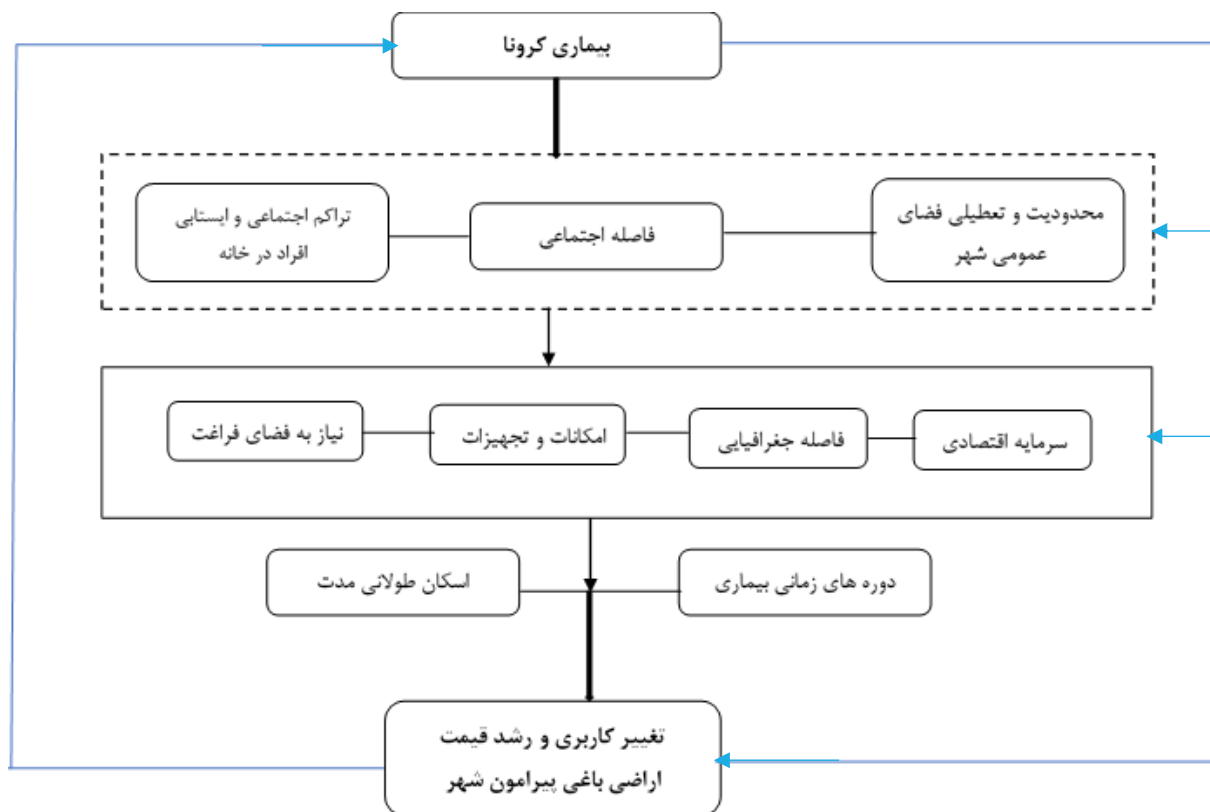 بیماری کرونا
محدودیت و تعطیلی فضای
عمومی شهر
فاصله اجتماعی
تراکم اجتماعی و ایستایی
افراد در خانه
سرمایه اقتصادی
فاصله جغرافیایی
امکانات و تجهیزات
نیاز به فضای فراغت
دوره های زمانی بیماری
اسکان طولانی مدت
تغییر کاربری و رشد قیمت
اراضی باغی پیرامون شهر